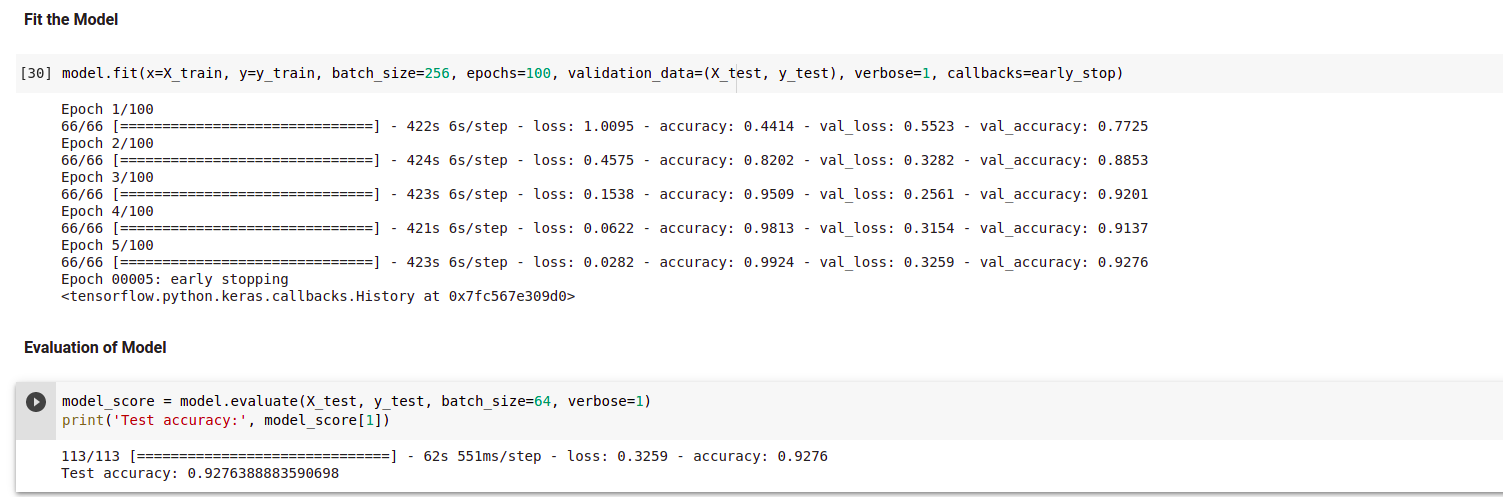 Fit the Model
[30] model.fit(x=X_train, y=y_train, batch_size=256, epochs=100, validation_data=(X_test, y_test), verbose=1, callbacks=early_stop)
Epoch 1/100
66/66 [==============================] - 422s 6s/step - loss: 1.0095 - accuracy: 0.4414 - val_loss: 0.5523 - val_accuracy: 0.7725
Epoch 2/100
66/66 [==============================] - 424s 6s/step - loss: 0.4575 - accuracy: 0.8202 - val_loss: 0.3282 - val_accuracy: 0.8853
Epoch 3/100
66/66 [==============================] - 423s 6s/step - loss: 0.1538 - accuracy: 0.9509 - val_loss: 0.2561 - val_accuracy: 0.9201
Epoch 4/100
66/66 [==============================] - 421s 6s/step - loss: 0.0622 - accuracy: 0.9813 - val_loss: 0.3154 - val_accuracy: 0.9137
Epoch 5/100
66/66 [==============================] - 423s 6s/step - loss: 0.0282 - accuracy: 0.9924 - val_loss: 0.3259 - val_accuracy: 0.9276
Epoch 00005: early stopping
<tensorflow.python.keras.callbacks.History at 0x7fc567e309d0>
Evaluation of Model
model_score = model.evaluate(X_test, y_test, batch_size=64, verbose=1)
print('Test accuracy:', model_score[1])
113/113 [==============================] - 62s 551ms/step - loss: 0.3259 - accuracy: 0.9276
Test accuracy: 0.9276388883590698